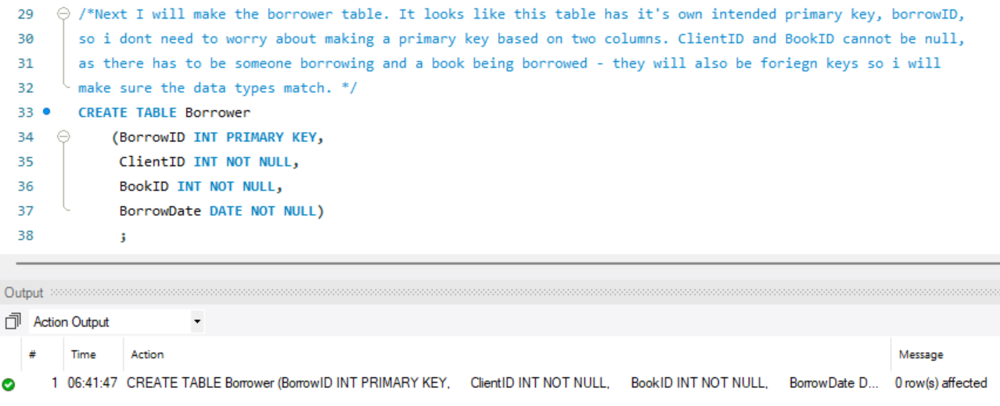 29 /*Next I will make the borrower table. It looks like this table has it's own intended primary key, borrowID,
30 so i dont need to worry about making a primary key based on two columns. ClientID and BookID cannot be null,
31 as there has to be someone borrowing and a book being borrowed - they will also be foriegn keys so i will
32 make sure the data types match. */
33 CREATE TABLE Borrower
34 (BorrowID INT PRIMARY KEY,
35 ClientID INT NOT NULL,
36 BookID INT NOT NULL,
37 BorrowDate DATE NOT NULL)
38 ;
Output
Action Output
# Time Action Message
1 06:41:47 CREATE TABLE Borrower (BorrowID INT PRIMARY KEY, ClientID INT NOT NULL, BookID INT NOT NULL, BorrowDate D... 0 row(s) affected